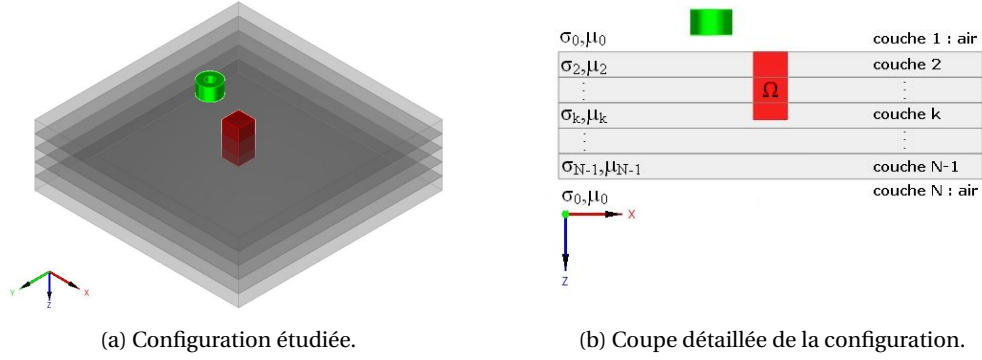 σ0,μ0 couche 1 : air
σ2,μ2 couche 2
⋮ Ω ⋮
σk,μk couche k
⋮ ⋮
σN-1,μN-1 couche N-1
σ0,μ0 couche N : air
X
Z
Y Z X
(a) Configuration étudiée.
(b) Coupe détaillée de la configuration.